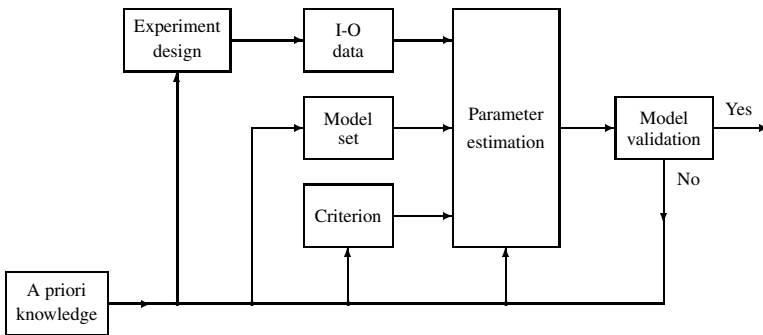 Experiment
design
I-O
data
Model
set
Criterion
Parameter
estimation
Model
validation
Yes
No
A priori
knowledge